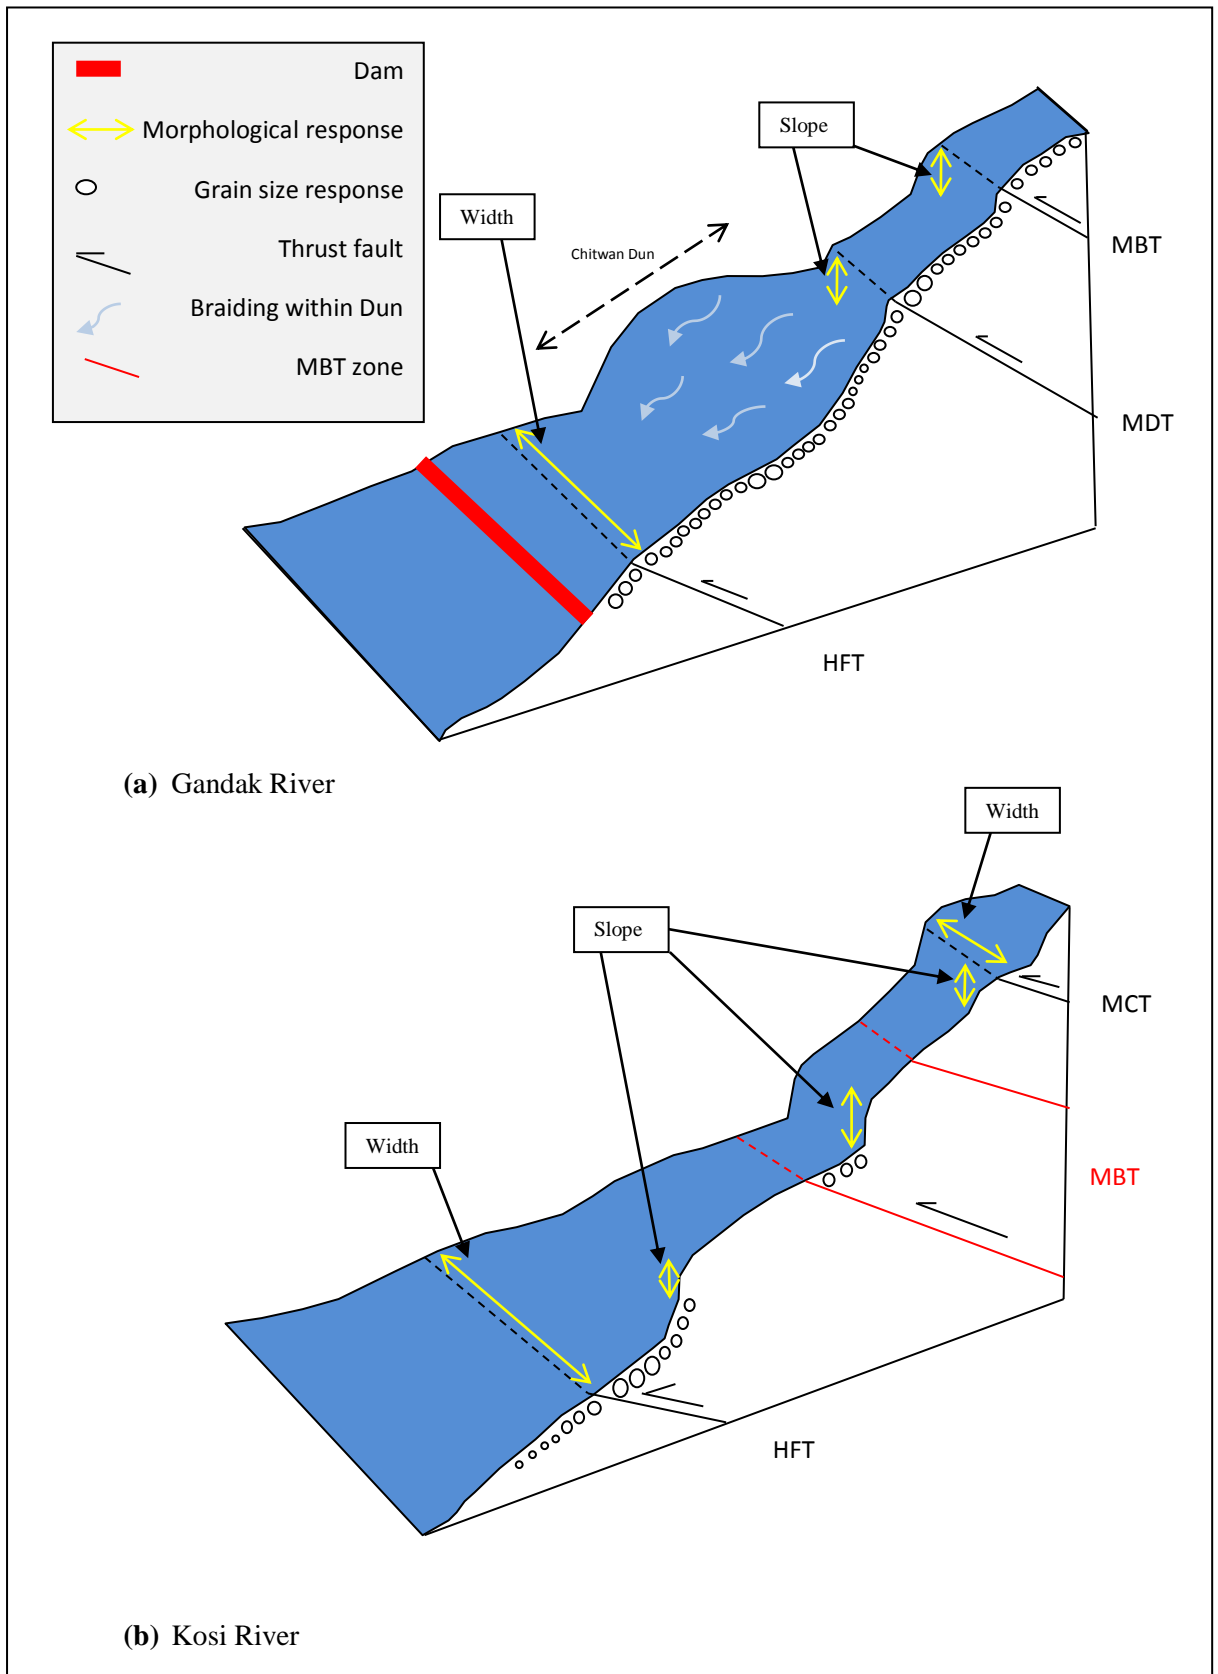 Dam
Morphological response
Grain size response
Thrust fault
Braiding within Dun
MBT zone
Slope
Width
Chitwan Dun
MBT
MDT
HFT
(a) Gandak River
Width
Slope
MCT
Width
MBT
HFT
(b) Kosi River